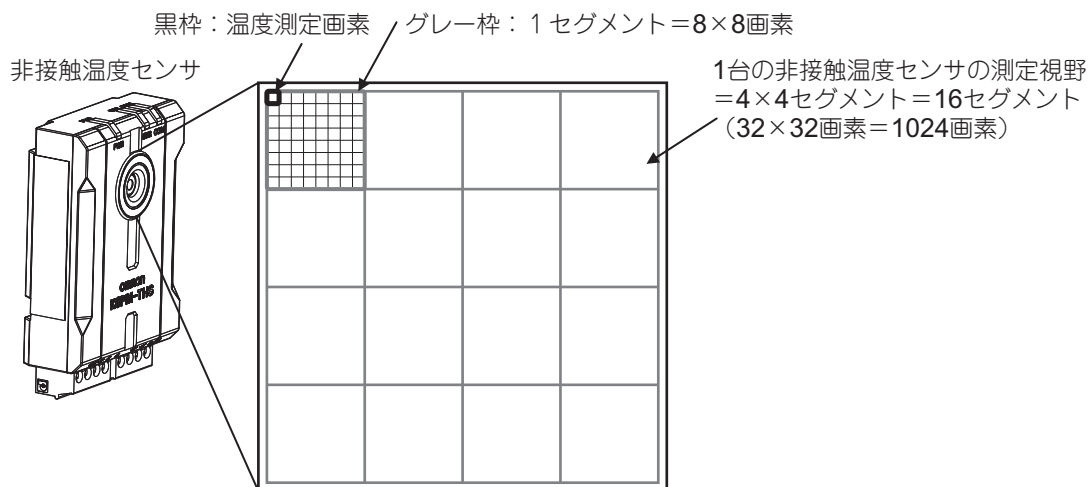 黒枠：温度測定画素
グレー枠：１セグメント＝8×8画素
非接触温度センサ
1台の非接触温度センサの測定視野
＝4×4セグメント＝16セグメント
（32×32画素＝1024画素）
PWR
omron
K6PM-THS